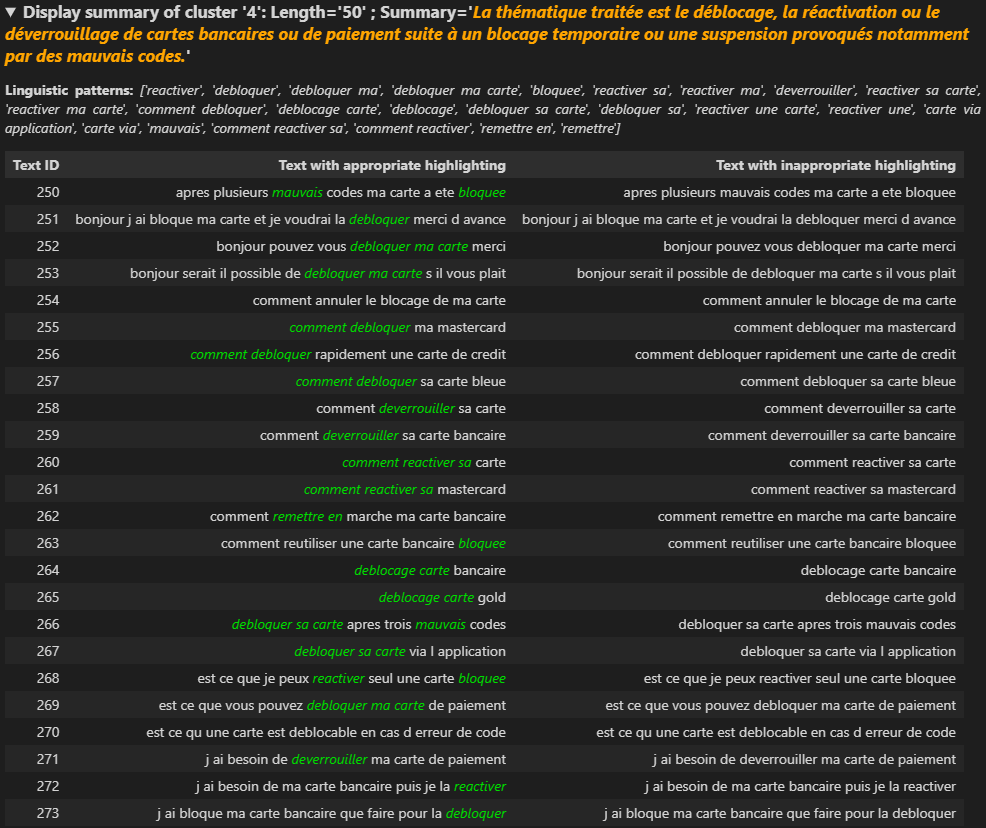 ▼ Display summary of cluster '4': Length='50' ; Summary='La thématique traitée est le déblocage, la réactivation ou le
déverrouillage de cartes bancaires ou de paiement suite à un blocage temporaire ou une suspension provoqués notamment
par des mauvais codes.'
Linguistic patterns: ['reactiver', 'debloquer', 'debloquer ma', 'debloquer ma carte', 'bloquee', 'reactiver sa', 'reactiver ma', 'deverrouiller', 'reactiver sa carte',
'reactiver ma carte', 'comment debloquer', 'deblocage carte', 'deblocage', 'debloquer sa carte', 'debloquer sa', 'reactiver une carte', 'reactiver une', 'carte via
application', 'carte via', 'mauvais', 'comment reactiver sa', 'comment reactiver', 'remettre en', 'remettre']
Text ID Text with appropriate highlighting Text with inappropriate highlighting
250 apres plusieurs mauvais codes ma carte a ete bloquee apres plusieurs mauvais codes ma carte a ete bloquee
251 bonjour j ai bloque ma carte et je voudrai la debloquer merci d avance bonjour j ai bloque ma carte et je voudrai la debloquer merci d avance
252 bonjour pouvez vous debloquer ma carte merci bonjour pouvez vous debloquer ma carte merci
253 bonjour serait il possible de debloquer ma carte s il vous plait bonjour serait il possible de debloquer ma carte s il vous plait
254 comment annuler le blocage de ma carte comment annuler le blocage de ma carte
255 comment debloquer ma mastercard comment debloquer ma mastercard
256 comment debloquer rapidement une carte de credit comment debloquer rapidement une carte de credit
257 comment debloquer sa carte bleue comment debloquer sa carte bleue
258 comment deverrouiller sa carte comment deverrouiller sa carte
259 comment deverrouiller sa carte bancaire comment deverrouiller sa carte bancaire
260 comment reactiver sa carte comment reactiver sa carte
261 comment reactiver sa mastercard comment reactiver sa mastercard
262 comment remettre en marche ma carte bancaire comment remettre en marche ma carte bancaire
263 comment reutiliser une carte bancaire bloquee comment reutiliser une carte bancaire bloquee
264 deblocage carte bancaire deblocage carte bancaire
265 deblocage carte gold deblocage carte gold
266 debloquer sa carte apres trois mauvais codes debloquer sa carte apres trois mauvais codes
267 debloquer sa carte via l application debloquer sa carte via l application
268 est ce que je peux reactiver seul une carte bloquee est ce que je peux reactiver seul une carte bloquee
269 est ce que vous pouvez debloquer ma carte de paiement est ce que vous pouvez debloquer ma carte de paiement
270 est ce qu une carte est deblocable en cas d erreur de code est ce qu une carte est deblocable en cas d erreur de code
271 j ai besoin de deverrouiller ma carte de paiement j ai besoin de deverrouiller ma carte de paiement
272 j ai besoin de ma carte bancaire puis je la reactiver j ai besoin de ma carte bancaire puis je la reactiver
273 j ai bloque ma carte bancaire que faire pour la debloquer j ai bloque ma carte bancaire que faire pour la debloquer